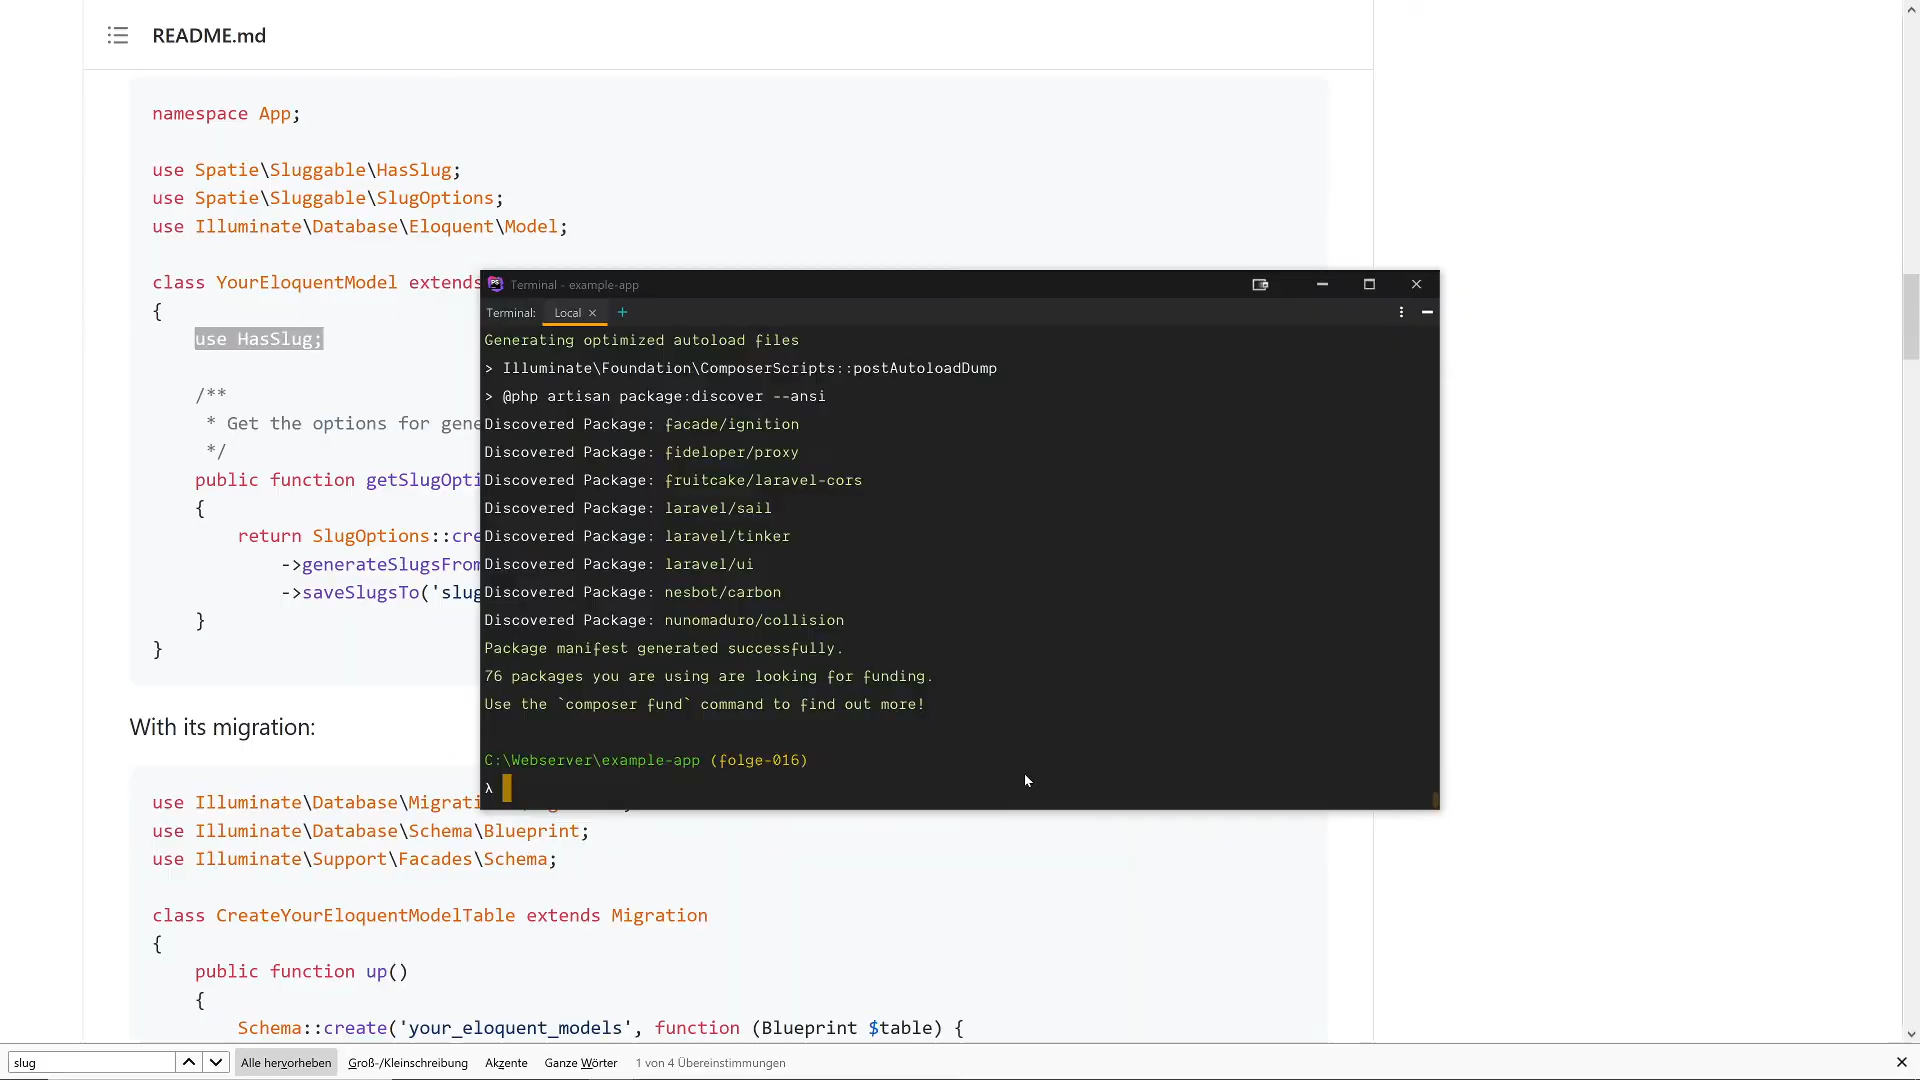 README.md
namespace App;
use Spatie\Sluggable\HasSlug;
use Spatie\Sluggable\SlugOptions;
use Illuminate\Database\Eloquent\Model;
class YourEloquentModel extends
{
use HasSlug;
/**
* Get the options for gene
*/
public function getSlugOpti
{
return SlugOptions::cre
->generateSlugsFrom
->saveSlugsTo('slug
}
}
With its migration:
use Illuminate\Database\Migrati
use Illuminate\Database\Schema\Blueprint;
use Illuminate\Support\Facades\Schema;
class CreateYourEloquentModelTable extends Migration
{
public function up()
{
Schema::create('your_eloquent_models', function (Blueprint $table) {
Terminal - example-app
Terminal: Local × +
Generating optimized autoload files
> Illuminate\Foundation\ComposerScripts::postAutoloadDump
> @php artisan package:discover --ansi
Discovered Package: facade/ignition
Discovered Package: fideloper/proxy
Discovered Package: fruitcake/laravel-cors
Discovered Package: laravel/sail
Discovered Package: laravel/tinker
Discovered Package: laravel/ui
Discovered Package: nesbot/carbon
Discovered Package: nunomaduro/collision
Package manifest generated successfully.
76 packages you are using are looking for funding.
Use the `composer fund` command to find out more!
C:\Webserver\example-app (folge-016)
λ
slug Alle hervorheben Groß-/Kleinschreibung Akzente Ganze Wörter 1 von 4 Übereinstimmungen